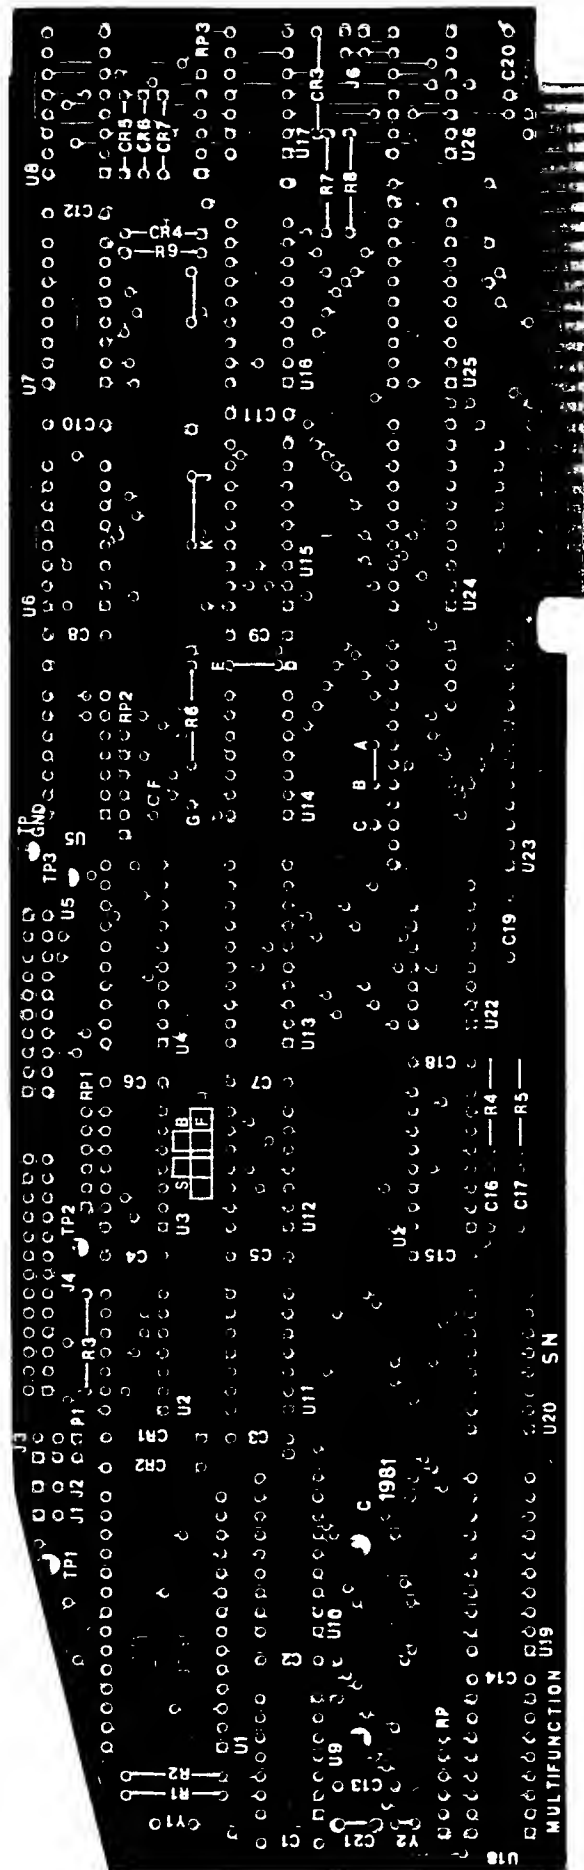 U8
CR5
CR6
CR7
RP3
CR3
J6
C20
U17
R7
R8
U26
C12
CR4
R9
U7
U16
U25
C10
C11
J
K
U15
U6
U24
C8
C9
E
D
R6
RP2
F
G
U14
A
B
C
TP
GND
U5
TP3
U5
U23
C19
U4
U13
U22
C6
C7
C18
RP1
B
F
S
U3
U12
R4
R5
C16
C17
TP2
C4
C5
C15
J4
R3
U2
U11
SN
U20
P1
J3
CR1
CR2
C3
J1
J2
C
1981
TP1
U10
C2
U19
C14
MULTIFUNCTION
U1
U9
RP
R2
R1
C13
Y1
C1
C21
Y2
U18